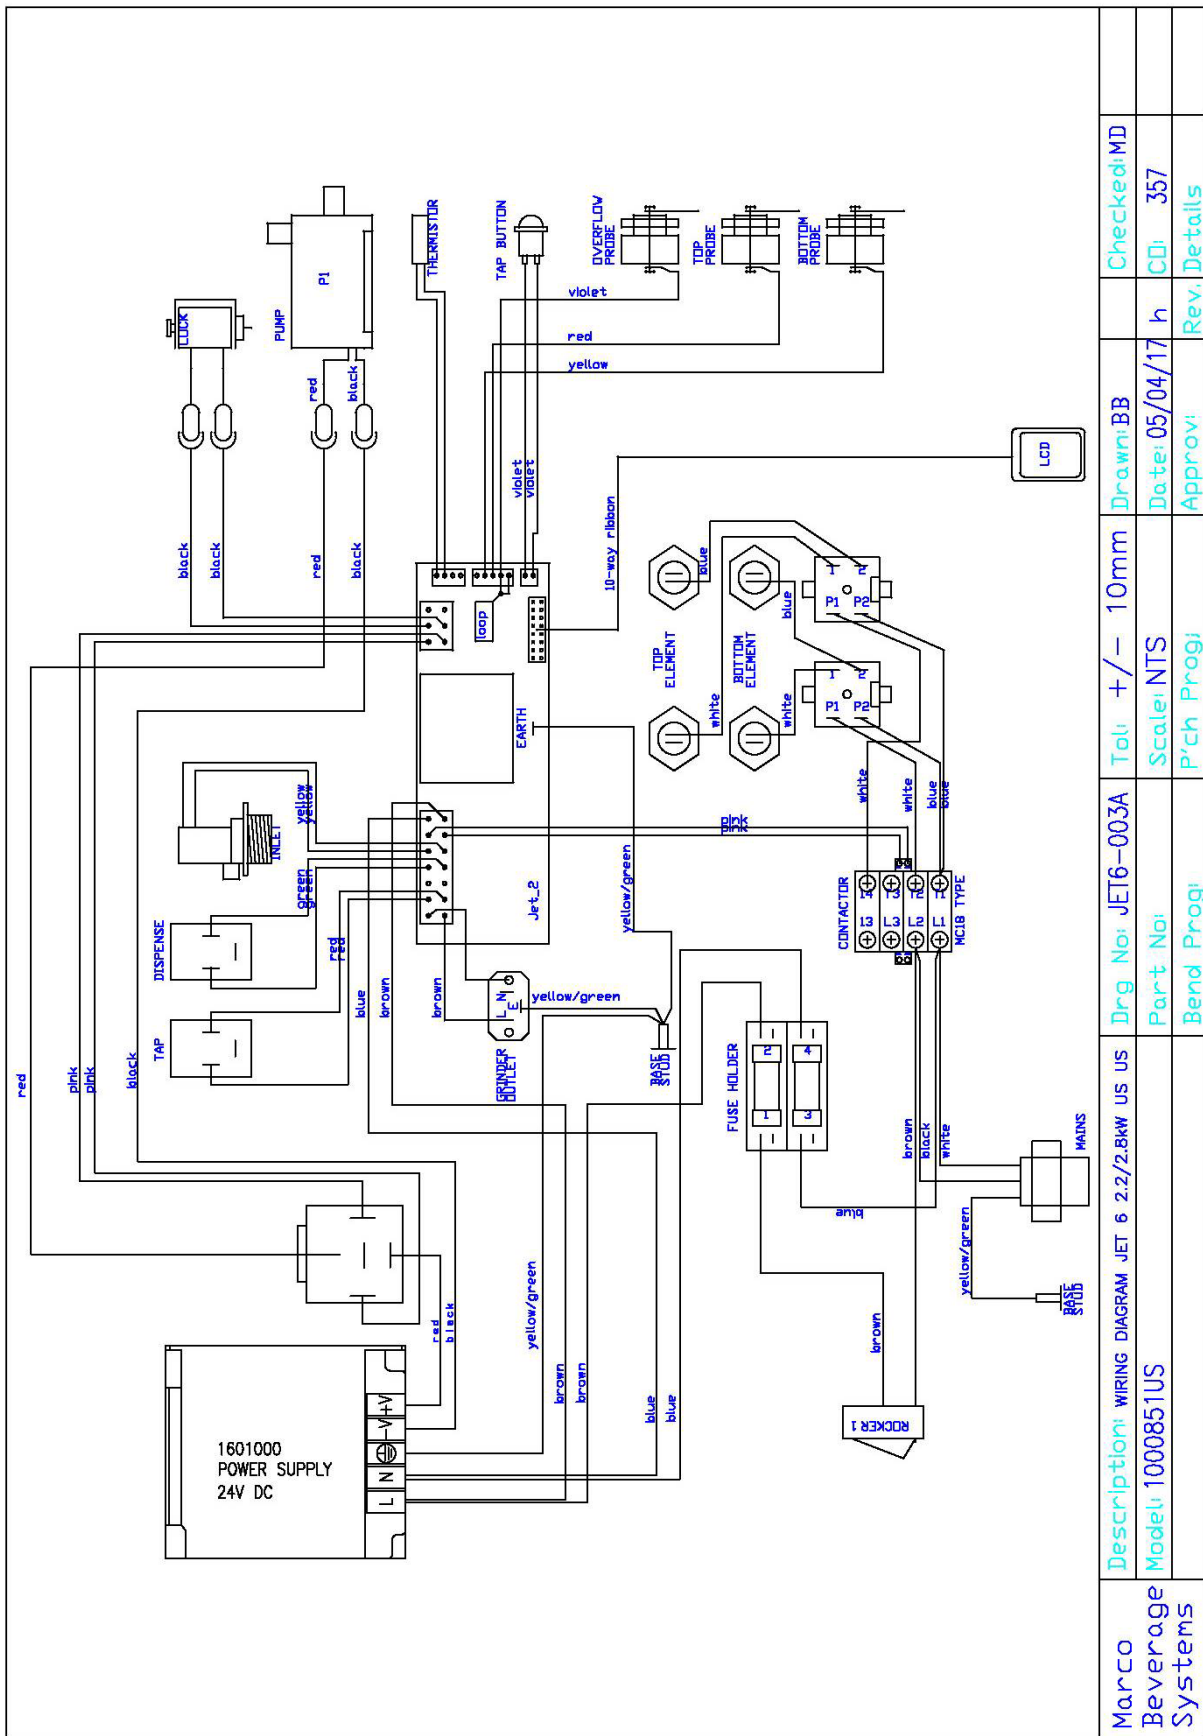 LOCK
PUMP
P1
THERMISTOR
TAP BUTTON
OVERFLOW
PROBE
TOP
PROBE
BOTTOM
PROBE
black
black
red
black
red
black
black
black
red
black
violet
red
yellow
violet
violet
10-way ribbon
LCD
loop
EARTH
Jet_2
INLET
yellow
yellow
DISPENSE
green
green
TAP
red
red
red
pink
pink
black
blue
brown
brown
GRINDER
OUTLET
L
N
E
yellow/green
yellow/green
BASE
STUD
TOP
ELEMENT
BOTTOM
ELEMENT
blue
blue
white
white
1
2
P1
P2
1
2
P1
P2
white
white
blue
blue
CONTACTOR
14
T3
T2
T1
13
L3
L2
L1
MC1B TYPE
FUSE HOLDER
1
2
3
4
brown
black
white
blue
MAINS
yellow/green
BASE
STUD
brown
ROCKER 1
red
black
yellow/green
brown
brown
blue
blue
1601000
POWER SUPPLY
24V DC
L
N
-V
+V
Marco
Beverage
Systems
Description: WIRING DIAGRAM JET 6 2.2/2.8kW US US
Model: 1000851US
Drg No: JET6-003A
Part No:
Bend Prog:
Tol: +/- 10mm
Scale: NTS
P'ch Prog:
Drawn: BB
Date: 05/04/17
Approv:
Checked: MD
h
CO: 357
Rev.
Details